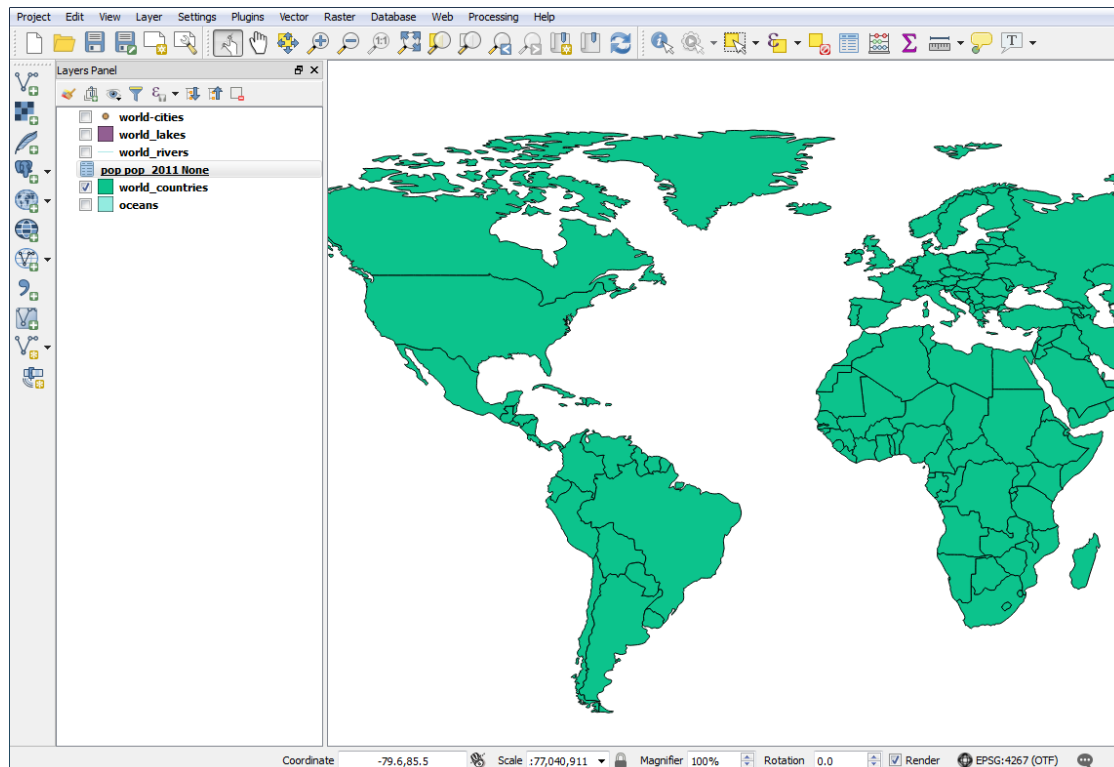 Project Edit View Layer Settings Plugins Vector Raster Database Web Processing Help
1:1 ε Σ T
Layers Panel
ε
world-cities
world_lakes
world_rivers
pop pop_2011 None
world_countries
oceans
Coordinate -79.6,85.5 Scale :77,040,911 Magnifier 100% Rotation 0.0 Render EPSG:4267 (OTF)